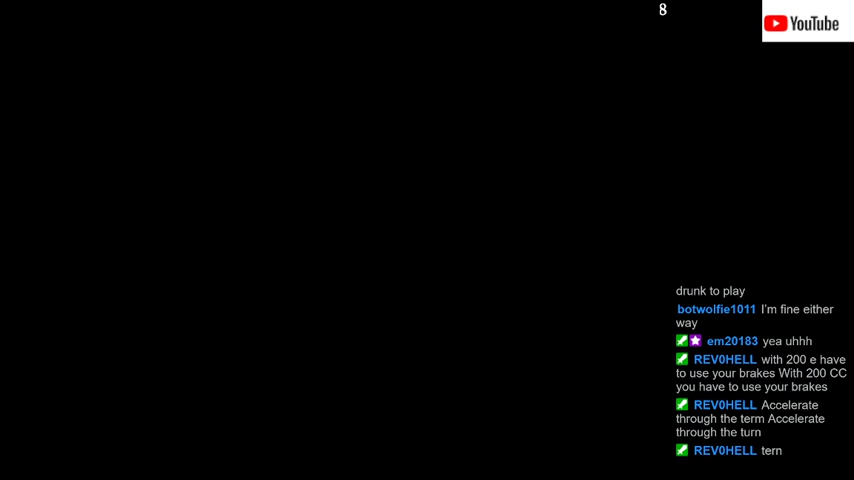 8
YouTube
drunk to play
botwolfie1011 I'm fine either
way
em20183 yea uhhh
REV0HELL with 200 e have
to use your brakes With 200 CC
you have to use your brakes
REV0HELL Accelerate
through the term Accelerate
through the turn
REV0HELL tern